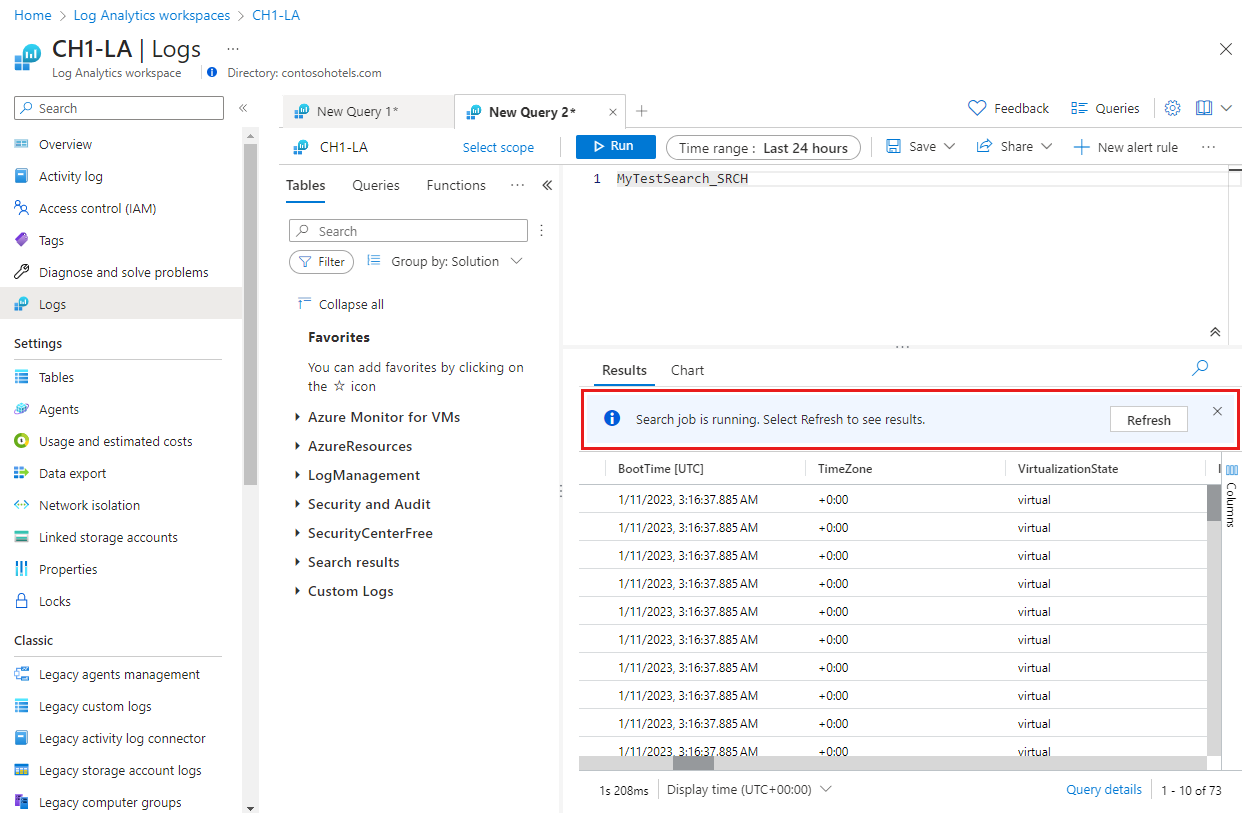 Home > Log Analytics workspaces > CH1-LA
CH1-LA | Logs ...
Log Analytics workspace
Directory: contosohotels.com
Search
«
Overview
Activity log
Access control (IAM)
Tags
Diagnose and solve problems
Logs
Settings
Tables
Agents
Usage and estimated costs
Data export
Network isolation
Linked storage accounts
Properties
Locks
Classic
Legacy agents management
Legacy custom logs
Legacy activity log connector
Legacy storage account logs
Legacy computer groups
New Query 1*
New Query 2*
Feedback
Queries
CH1-LA
Select scope
Run
Time range : Last 24 hours
Save
Share
New alert rule
Tables Queries Functions ... «
Search
Filter
Group by: Solution
Collapse all
Favorites
You can add favorites by clicking on
the ☆ icon
Azure Monitor for VMs
AzureResources
LogManagement
Security and Audit
SecurityCenterFree
Search results
Custom Logs
1 MyTestSearch_SRCH
Results Chart
Search job is running. Select Refresh to see results.
Refresh
BootTime [UTC] TimeZone VirtualizationState
1/11/2023, 3:16:37.885 AM +0:00 virtual
1/11/2023, 3:16:37.885 AM +0:00 virtual
1/11/2023, 3:16:37.885 AM +0:00 virtual
1/11/2023, 3:16:37.885 AM +0:00 virtual
1/11/2023, 3:16:37.885 AM +0:00 virtual
1/11/2023, 3:16:37.885 AM +0:00 virtual
1/11/2023, 3:16:37.885 AM +0:00 virtual
1/11/2023, 3:16:37.885 AM +0:00 virtual
1/11/2023, 3:16:37.885 AM +0:00 virtual
1/11/2023, 3:16:37.885 AM +0:00 virtual
Columns
1s 208ms
Display time (UTC+00:00)
Query details
1 - 10 of 73